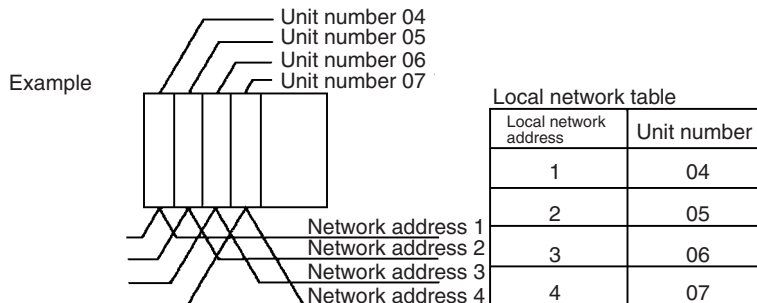 Unit number 04
Unit number 05
Unit number 06
Unit number 07
Example
Local network table
Local network address
Unit number
1 04
2 05
3 06
4 07
Network address 1
Network address 2
Network address 3
Network address 4